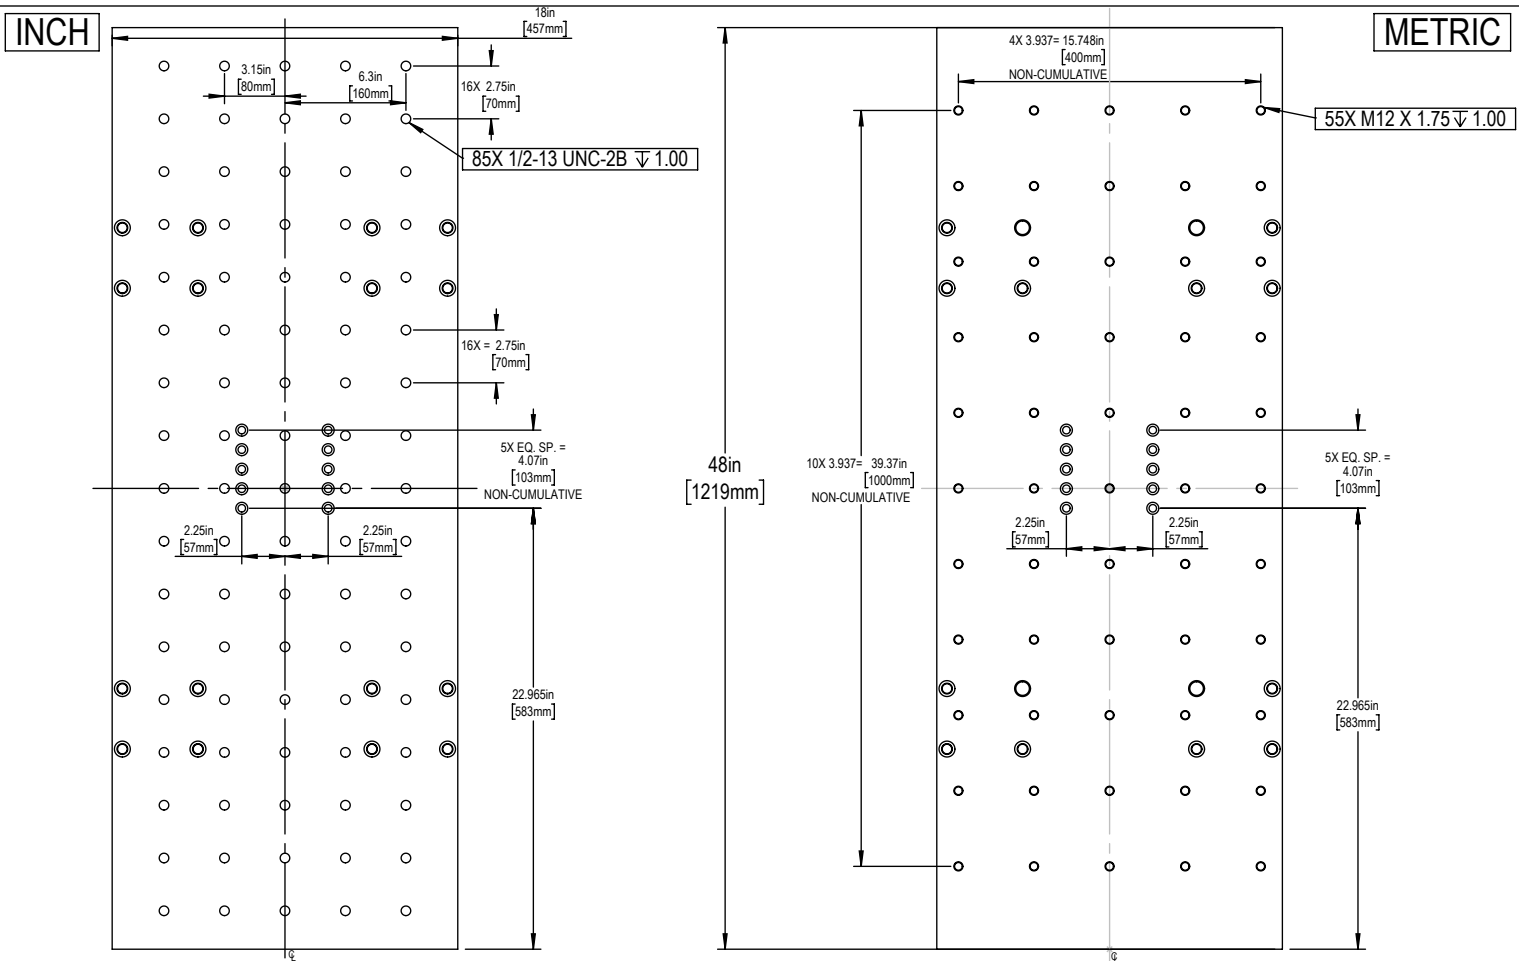 INCH
18in
[457mm]
3.15in
[80mm]
6.3in
[160mm]
16X 2.75in
[70mm]
85X 1/2-13 UNC-2B ↧ 1.00
16X = 2.75in
[70mm]
5X EQ. SP. =
4.07in
[103mm]
NON-CUMULATIVE
2.25in
[57mm]
2.25in
[57mm]
22.965in
[583mm]
℄
48in
[1219mm]
METRIC
4X 3.937= 15.748in
[400mm]
NON-CUMULATIVE
55X M12 X 1.75 ↧ 1.00
10X 3.937= 39.37in
[1000mm]
NON-CUMULATIVE
5X EQ. SP. =
4.07in
[103mm]
2.25in
[57mm]
2.25in
[57mm]
22.965in
[583mm]
℄